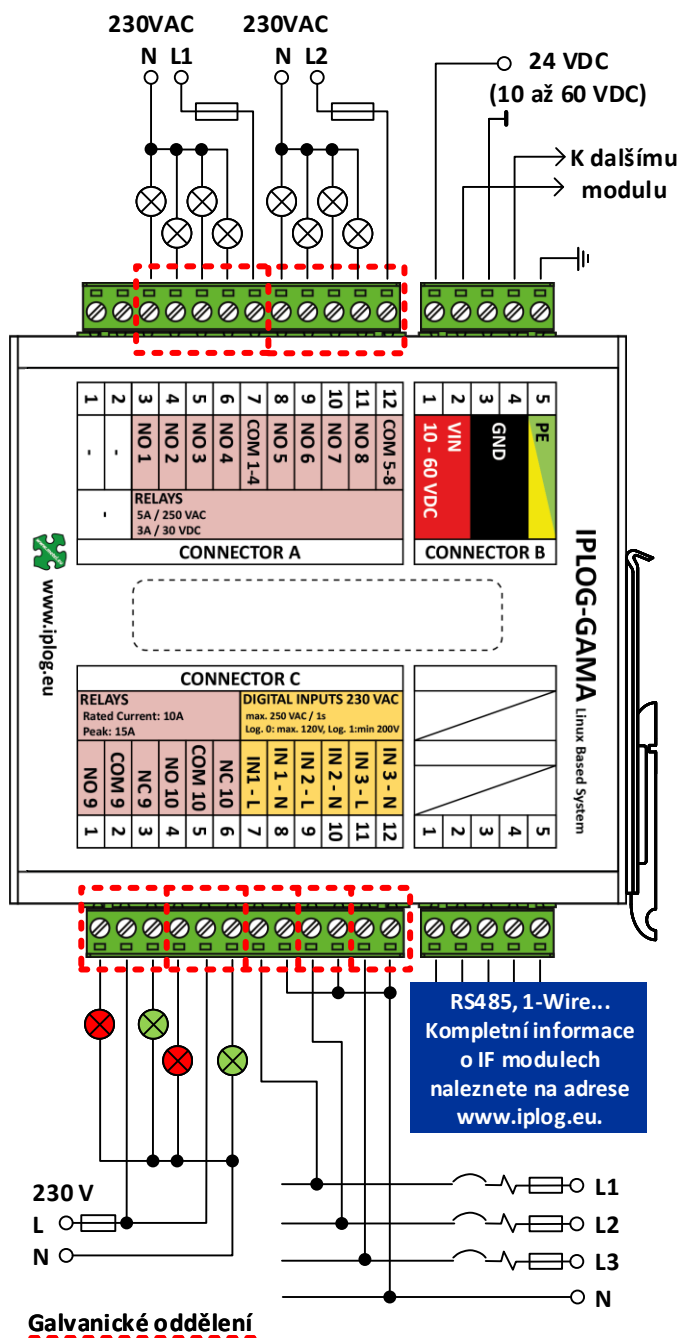 230VAC
230VAC
N L1
N L2
24 VDC
(10 až 60 VDC)
K dalšímu
modulu
1 2 3 4 5 6 7 8 9 10 11 12
- - NO 1 NO 2 NO 3 NO 4 COM 1-4 NO 5 NO 6 NO 7 NO 8 COM 5-8
-
RELAYS
5A / 250 VAC
3A / 30 VDC
CONNECTOR A
1 2 3 4 5
10 - 60 VDC
VIN
GND
PE
CONNECTOR B
www.iplog.eu
IPLOG-GAMA
Linux Based System
CONNECTOR C
RELAYS
Rated Current: 10A
Peak: 15A
DIGITAL INPUTS 230 VAC
max. 250 VAC / 1s
Log. 0: max. 120V, Log. 1:min 200V
NO 9 COM 9 NC 9 NO 10 COM 10 NC 10 IN1 - L IN 1 - N IN 2 - L IN 2 - N IN 3 - L IN 3 - N
1 2 3 4 5 6 7 8 9 10 11 12
1 2 3 4 5
RS485, 1-Wire...
Kompletní informace
o IF modulech
naleznete na adrese
www.iplog.eu.
230 V
L
N
L1
L2
L3
N
Galvanické oddělení